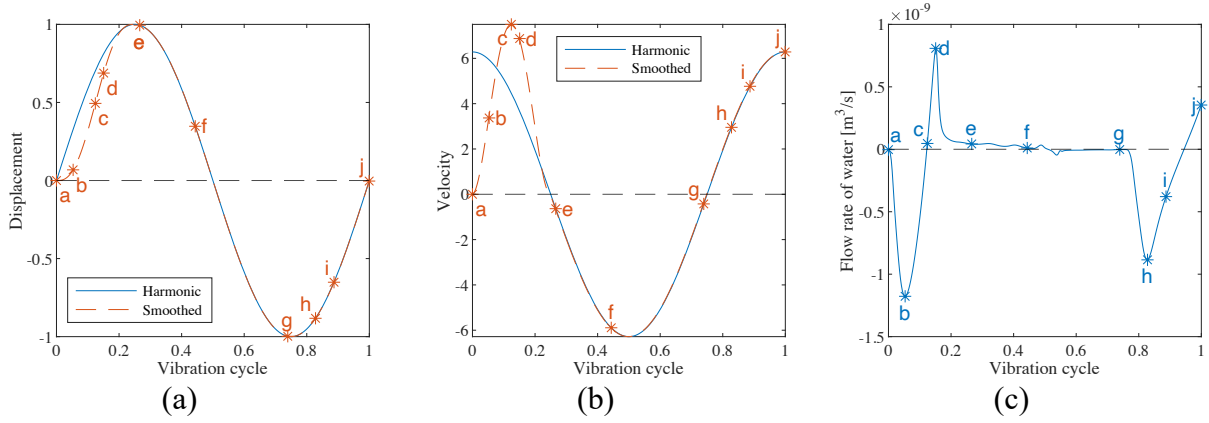 1
0.5
0
-0.5
-1
Displacement
a
b
c
d
e
f
g
h
i
j
Harmonic
Smoothed
0
0.2
0.4
0.6
0.8
1
Vibration cycle
(a)
6
4
2
0
-2
-4
-6
Velocity
a
b
c
d
e
f
g
h
i
j
Harmonic
Smoothed
0
0.2
0.4
0.6
0.8
1
Vibration cycle
(b)
× 10⁻⁹
1
0.5
0
-0.5
-1
-1.5
Flow rate of water [m³/s]
a
b
c
d
e
f
g
h
i
j
0
0.2
0.4
0.6
0.8
1
Vibration cycle
(c)